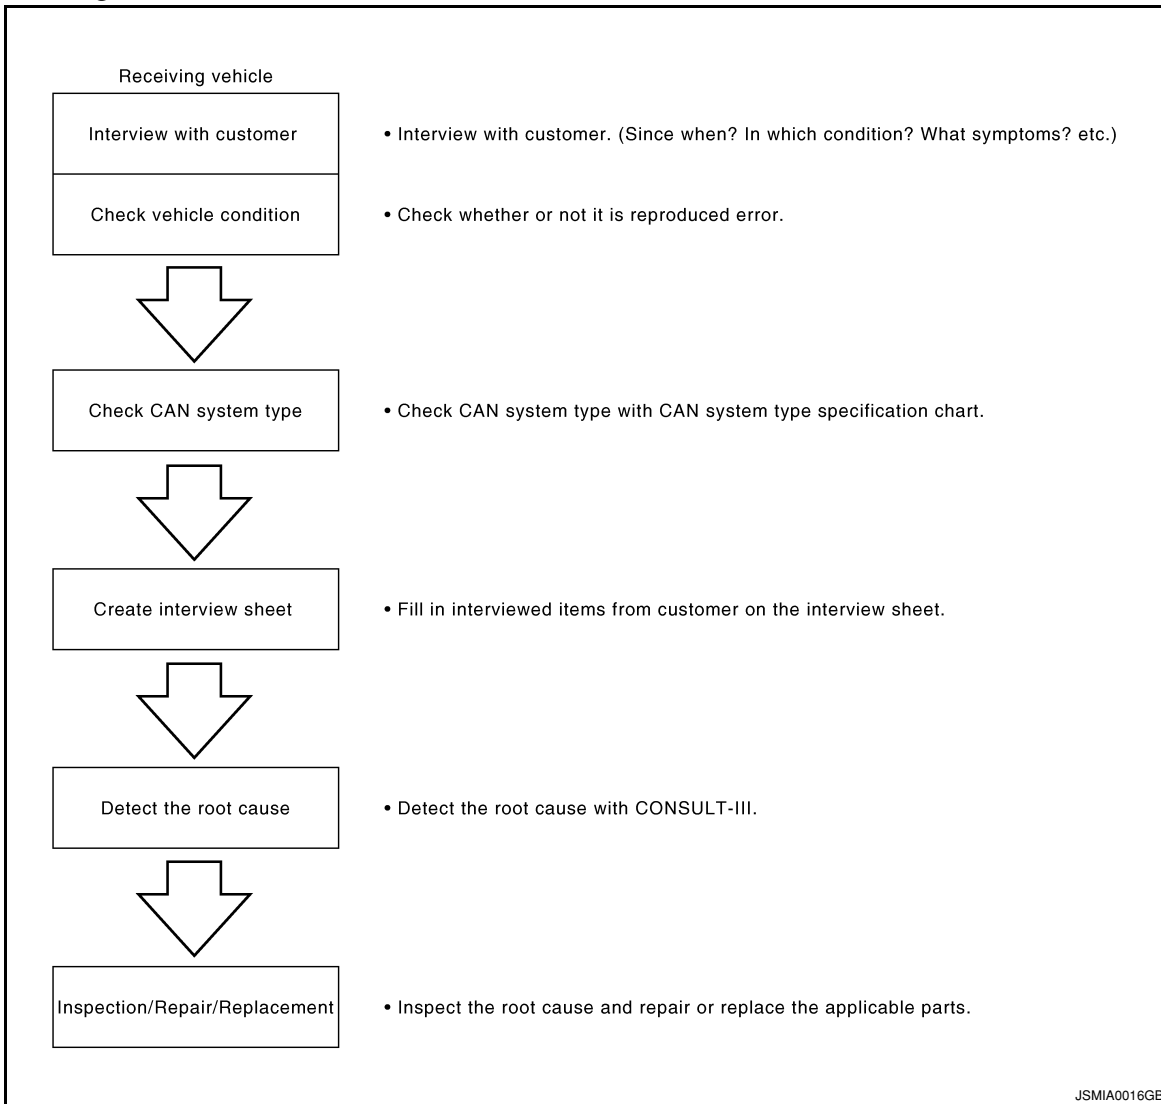 Receiving vehicle
Interview with customer
• Interview with customer. (Since when? In which condition? What symptoms? etc.)
Check vehicle condition
• Check whether or not it is reproduced error.
Check CAN system type
• Check CAN system type with CAN system type specification chart.
Create interview sheet
• Fill in interviewed items from customer on the interview sheet.
Detect the root cause
• Detect the root cause with CONSULT-III.
Inspection/Repair/Replacement
• Inspect the root cause and repair or replace the applicable parts.
JSMIA0016GB